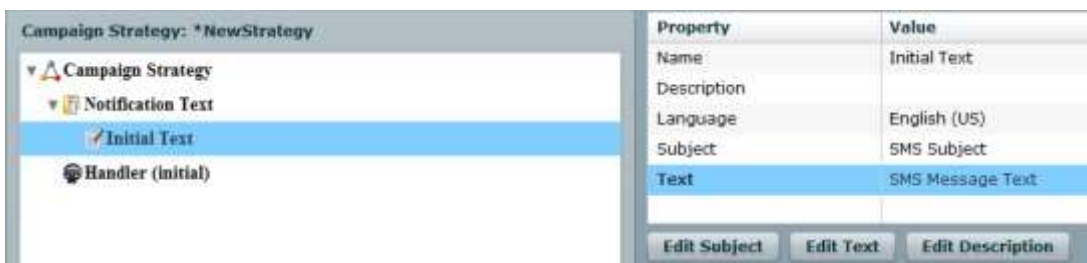 Campaign Strategy: *NewStrategy
Campaign Strategy
Notification Text
Initial Text
Handler (initial)
Property Value
Name Initial Text
Description
Language English (US)
Subject SMS Subject
Text SMS Message Text
Edit Subject Edit Text Edit Description